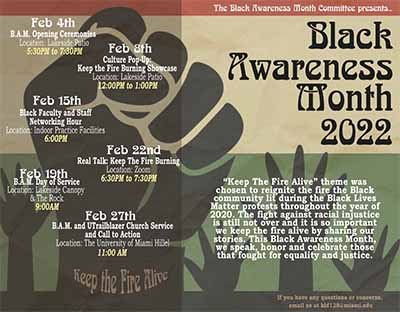 The Black Awareness Month Committee presents..
Black
Awareness
Month
2022
Feb 4th
B.A.M. Opening Ceremonies
Location: Lakeside Patio
5:30PM to 7:30PM
Feb 8th
Culture Pop-Up:
Keep the Fire Burning Showcase
Location: Lakeside Patio
12:00PM to 1:00PM
Feb 15th
Black Faculty and Staff
Networking Hour
Location: Indoor Practice Facilities
6:00PM
Feb 22nd
Real Talk: Keep The Fire Burning
Location: Zoom
6:30PM to 7:30PM
Feb 19th
B.A.M. Day of Service
Location: Lakeside Canopy
& The Rock
9:00AM
Feb 27th
B.A.M. and UTrailblazer Church Service
and Call to Action
Location: The University of Miami Hillel
11:00 AM
Keep the Fire Alive
"Keep The Fire Alive" theme was
chosen to reignite the fire the Black
community lit during the Black Lives
Matter protests throughout the year of
2020. The fight against racial injustice
is still not over and it is so important
we keep the fire alive by sharing our
stories. This Black Awareness Month,
we, speak, honor and celebrate those
that fought for equality and justice.
If you have any questions or concerns,
email us at